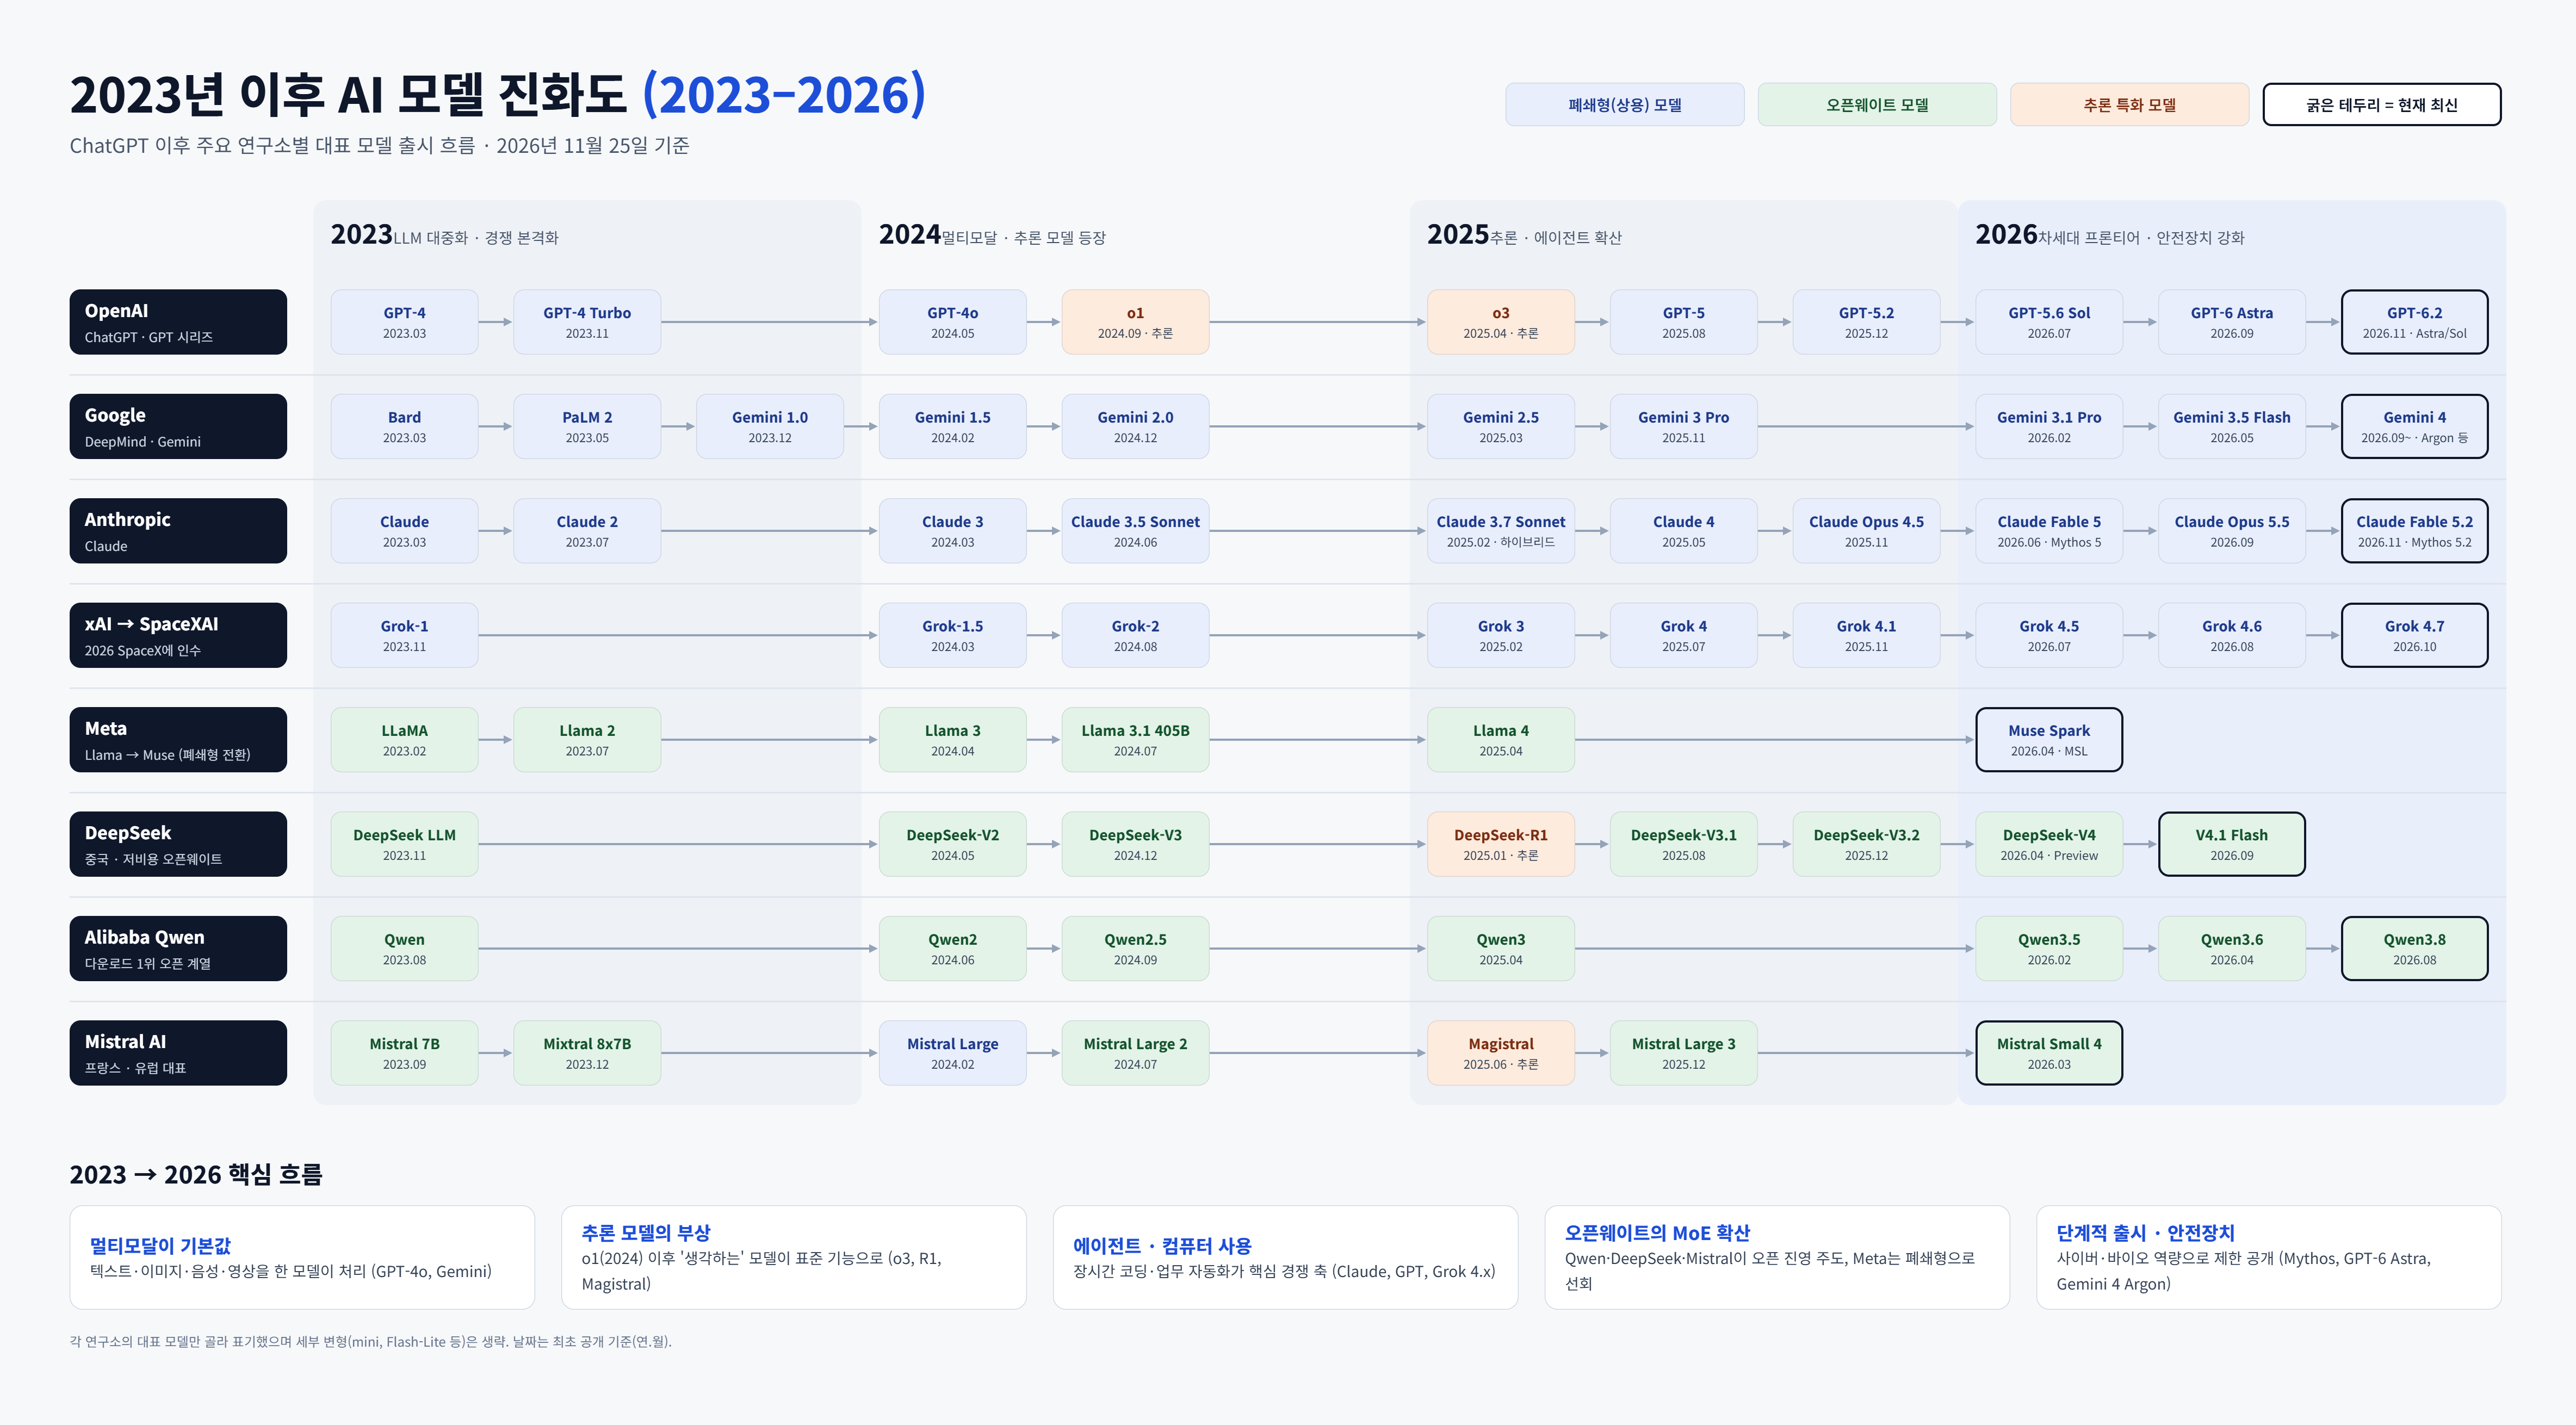 2023년 이후 AI 모델 진화도 (2023–2026)
ChatGPT 이후 주요 연구소별 대표 모델 출시 흐름 · 2026년 11월 25일 기준
폐쇄형(상용) 모델
오픈웨이트 모델
추론 특화 모델
굵은 테두리 = 현재 최신
2023 LLM 대중화 · 경쟁 본격화
2024 멀티모달 · 추론 모델 등장
2025 추론 · 에이전트 확산
2026 차세대 프론티어 · 안전장치 강화
OpenAI
ChatGPT · GPT 시리즈
GPT-4
2023.03
GPT-4 Turbo
2023.11
GPT-4o
2024.05
o1
2024.09 · 추론
o3
2025.04 · 추론
GPT-5
2025.08
GPT-5.2
2025.12
GPT-5.6 Sol
2026.07
GPT-6 Astra
2026.09
GPT-6.2
2026.11 · Astra/Sol
Google
DeepMind · Gemini
Bard
2023.03
PaLM 2
2023.05
Gemini 1.0
2023.12
Gemini 1.5
2024.02
Gemini 2.0
2024.12
Gemini 2.5
2025.03
Gemini 3 Pro
2025.11
Gemini 3.1 Pro
2026.02
Gemini 3.5 Flash
2026.05
Gemini 4
2026.09~ · Argon 등
Anthropic
Claude
Claude
2023.03
Claude 2
2023.07
Claude 3
2024.03
Claude 3.5 Sonnet
2024.06
Claude 3.7 Sonnet
2025.02 · 하이브리드
Claude 4
2025.05
Claude Opus 4.5
2025.11
Claude Fable 5
2026.06 · Mythos 5
Claude Opus 5.5
2026.09
Claude Fable 5.2
2026.11 · Mythos 5.2
xAI → SpaceXAI
2026 SpaceX에 인수
Grok-1
2023.11
Grok-1.5
2024.03
Grok-2
2024.08
Grok 3
2025.02
Grok 4
2025.07
Grok 4.1
2025.11
Grok 4.5
2026.07
Grok 4.6
2026.08
Grok 4.7
2026.10
Meta
Llama → Muse (폐쇄형 전환)
LLaMA
2023.02
Llama 2
2023.07
Llama 3
2024.04
Llama 3.1 405B
2024.07
Llama 4
2025.04
Muse Spark
2026.04 · MSL
DeepSeek
중국 · 저비용 오픈웨이트
DeepSeek LLM
2023.11
DeepSeek-V2
2024.05
DeepSeek-V3
2024.12
DeepSeek-R1
2025.01 · 추론
DeepSeek-V3.1
2025.08
DeepSeek-V3.2
2025.12
DeepSeek-V4
2026.04 · Preview
V4.1 Flash
2026.09
Alibaba Qwen
다운로드 1위 오픈 계열
Qwen
2023.08
Qwen2
2024.06
Qwen2.5
2024.09
Qwen3
2025.04
Qwen3.5
2026.02
Qwen3.6
2026.04
Qwen3.8
2026.08
Mistral AI
프랑스 · 유럽 대표
Mistral 7B
2023.09
Mixtral 8x7B
2023.12
Mistral Large
2024.02
Mistral Large 2
2024.07
Magistral
2025.06 · 추론
Mistral Large 3
2025.12
Mistral Small 4
2026.03
2023 → 2026 핵심 흐름
멀티모달이 기본값
텍스트·이미지·음성·영상을 한 모델이 처리 (GPT-4o, Gemini)
추론 모델의 부상
o1(2024) 이후 '생각하는' 모델이 표준 기능으로 (o3, R1,
Magistral)
에이전트 · 컴퓨터 사용
장시간 코딩·업무 자동화가 핵심 경쟁 축 (Claude, GPT, Grok 4.x)
오픈웨이트의 MoE 확산
Qwen·DeepSeek·Mistral이 오픈 진영 주도, Meta는 폐쇄형으로
선회
단계적 출시 · 안전장치
사이버·바이오 역량으로 제한 공개 (Mythos, GPT-6 Astra,
Gemini 4 Argon)
각 연구소의 대표 모델만 골라 표기했으며 세부 변형(mini, Flash-Lite 등)은 생략. 날짜는 최초 공개 기준(연.월).